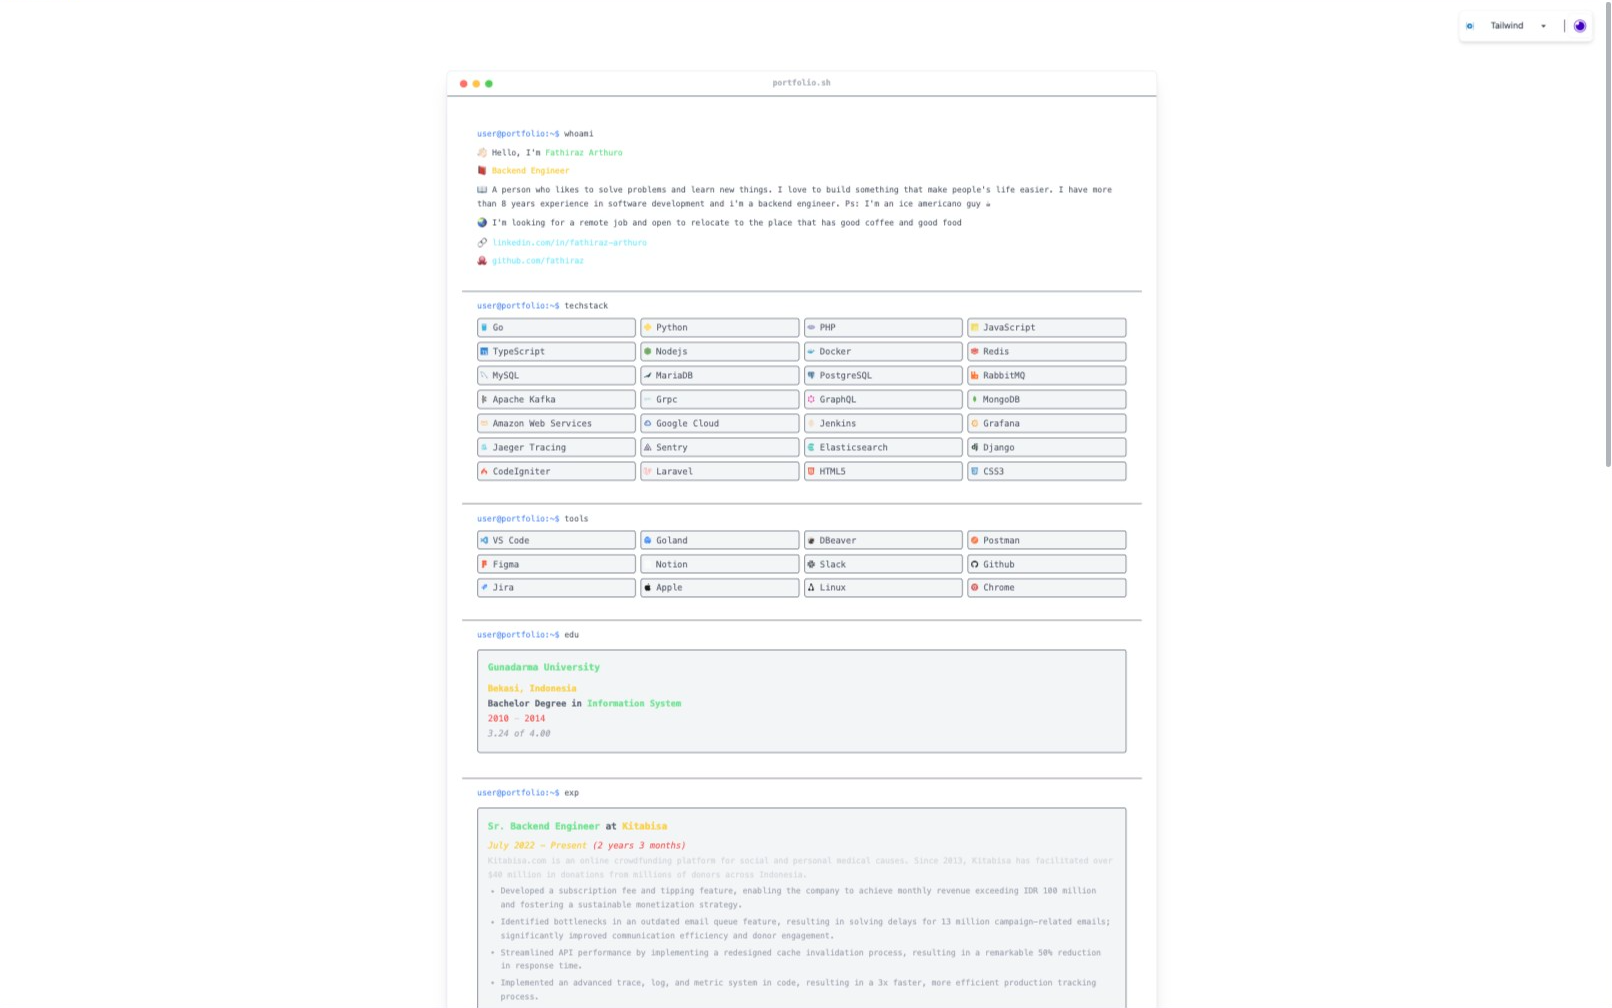 Tailwind
portfolio.sh
user@portfolio:~$ whoami
Hello, I'm Fathiraz Arthuro
Backend Engineer
A person who likes to solve problems and learn new things. I love to build something that make people's life easier. I have more
than 8 years experience in software development and i'm a backend engineer. Ps: I'm an ice americano guy
I'm looking for a remote job and open to relocate to the place that has good coffee and good food
linkedin.com/in/fathiraz-arthuro
github.com/fathiraz
user@portfolio:~$ techstack
Go Python PHP JavaScript
TypeScript Nodejs Docker Redis
MySQL MariaDB PostgreSQL RabbitMQ
Apache Kafka Grpc GraphQL MongoDB
Amazon Web Services Google Cloud Jenkins Grafana
Jaeger Tracing Sentry Elasticsearch Django
CodeIgniter Laravel HTML5 CSS3
user@portfolio:~$ tools
VS Code Goland DBeaver Postman
Figma Notion Slack Github
Jira Apple Linux Chrome
user@portfolio:~$ edu
Gunadarma University
Bekasi, Indonesia
Bachelor Degree in Information System
2010 - 2014
3.24 of 4.00
user@portfolio:~$ exp
Sr. Backend Engineer at Kitabisa
July 2022 - Present (2 years 3 months)
Kitabisa.com is an online crowdfunding platform for social and personal medical causes. Since 2013, Kitabisa has facilitated over
$40 million in donations from millions of donors across Indonesia.
• Developed a subscription fee and tipping feature, enabling the company to achieve monthly revenue exceeding IDR 100 million
and fostering a sustainable monetization strategy.
• Identified bottlenecks in an outdated email queue feature, resulting in solving delays for 13 million campaign-related emails;
significantly improved communication efficiency and donor engagement.
• Streamlined API performance by implementing a redesigned cache invalidation process, resulting in a remarkable 50% reduction
in response time.
• Implemented an advanced trace, log, and metric system in code, resulting in a 3x faster, more efficient production tracking
process.